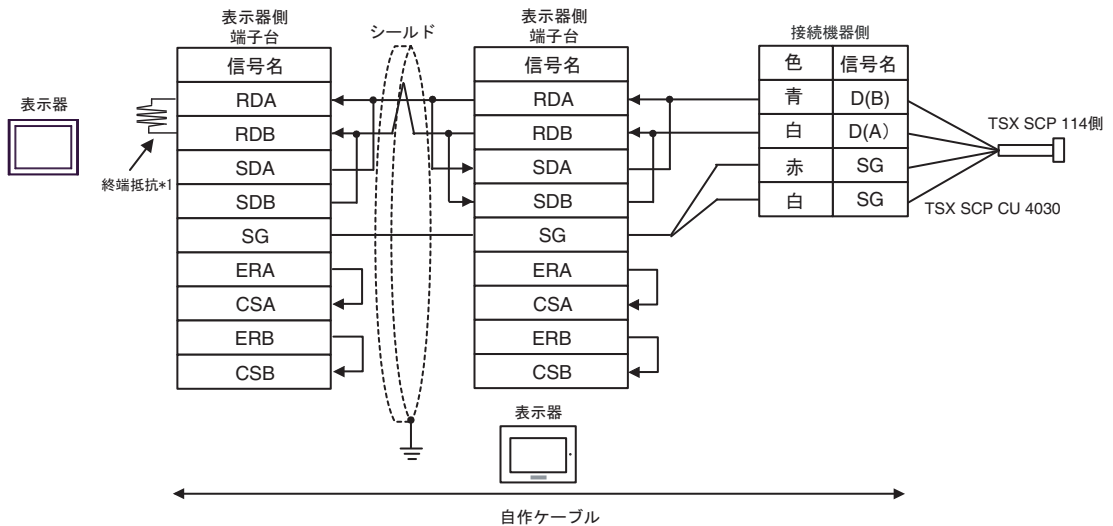 表示器
終端抵抗*1
表示器側
端子台
信号名
RDA
RDB
SDA
SDB
SG
ERA
CSA
ERB
CSB
シールド
表示器側
端子台
信号名
RDA
RDB
SDA
SDB
SG
ERA
CSA
ERB
CSB
接続機器側
色 信号名
青 D(B)
白 D(A）
赤 SG
白 SG
TSX SCP 114側
TSX SCP CU 4030
表示器
自作ケーブル